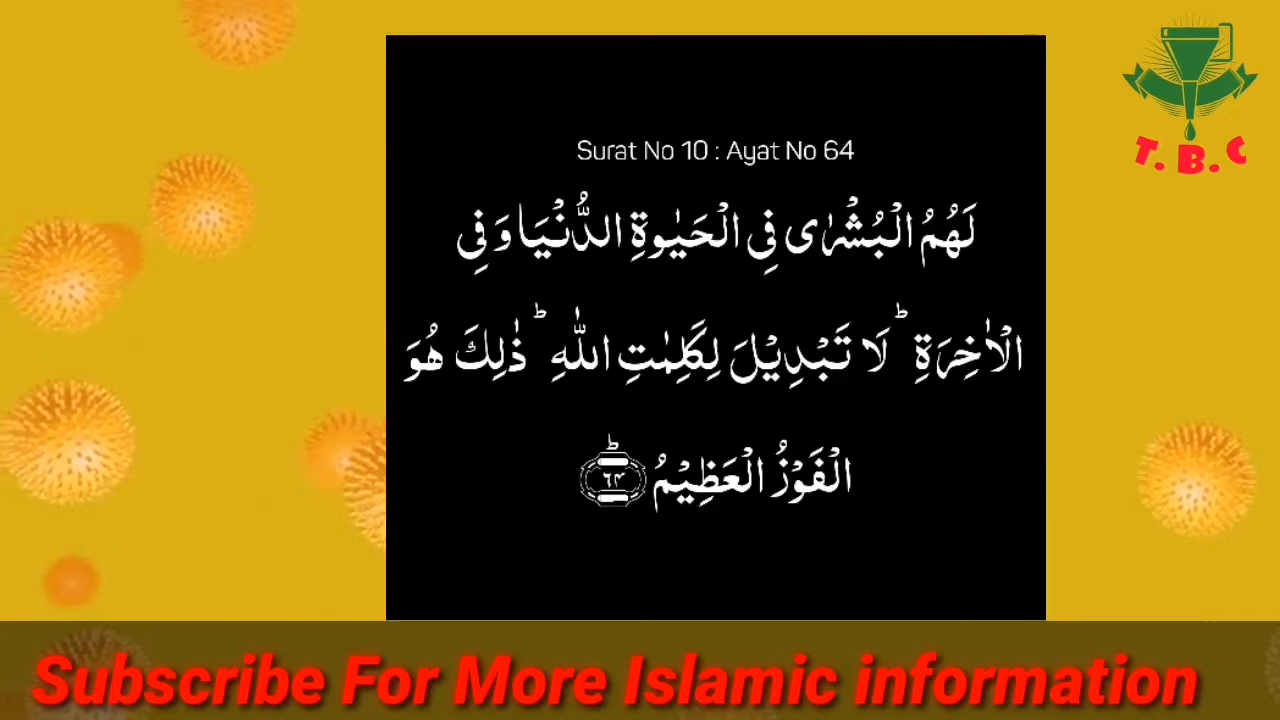 T. B. C
Surat No 10 : Ayat No 64
لَهُمُ الْبُشْرٰی فِی الْحَیٰوةِ الدُّنْیَا وَ فِی
الْاٰخِرَةِ ؕ لَا تَبْدِیْلَ لِكَلِمٰتِ اللّٰهِ ؕ ذٰلِكَ هُوَ
الْفَوْزُ الْعَظِیْمُ ؕ﴿۶۴﴾
Subscribe For More Islamic information